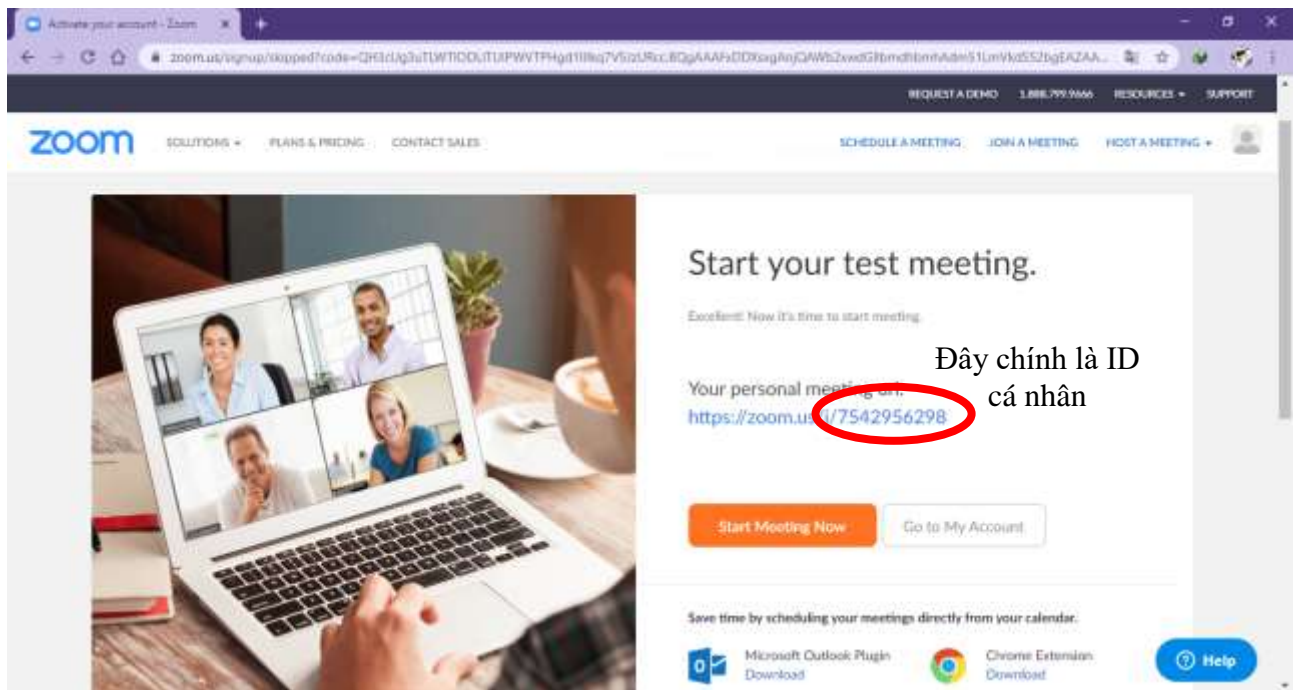 Activate your account - Zoom
REQUEST A DEMO 1.888.799.9666 RESOURCES SUPPORT
zoom SOLUTIONS PLANS & PRICING CONTACT SALES SCHEDULE A MEETING JOIN A MEETING HOST A MEETING
Start your test meeting.
Excellent! Now it's time to start meeting.
Đây chính là ID
cá nhân
Your personal meeting url:
https://zoom.us/j/7542956298
Start Meeting Now Go to My Account
Save time by scheduling your meetings directly from your calendar.
Microsoft Outlook Plugin
Download
Chrome Extension
Download
Help